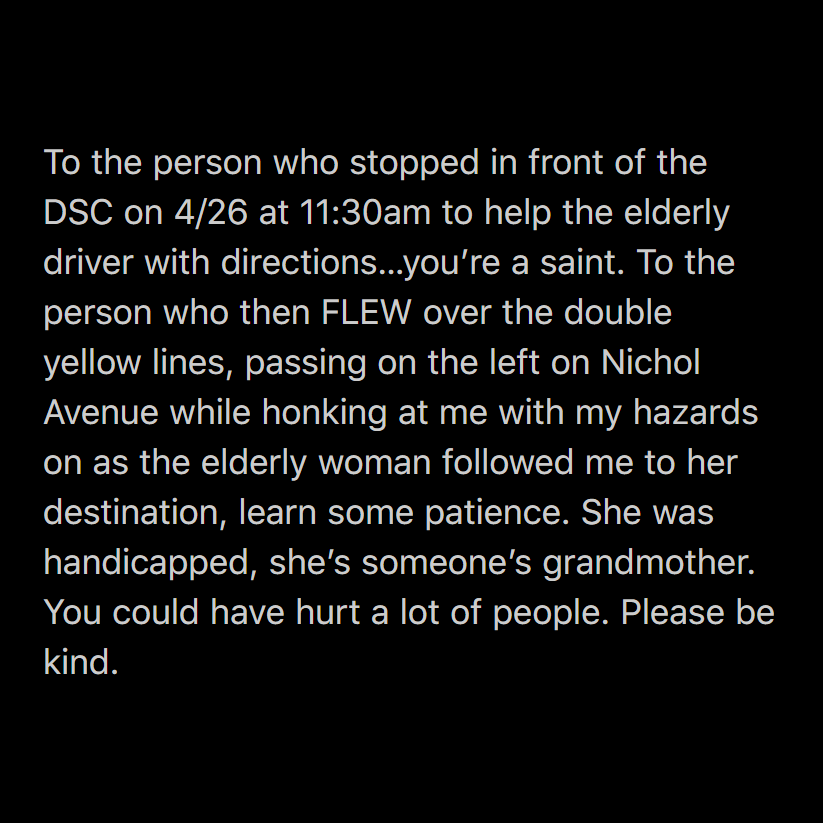 To the person who stopped in front of the
DSC on 4/26 at 11:30am to help the elderly
driver with directions...you’re a saint. To the
person who then FLEW over the double
yellow lines, passing on the left on Nichol
Avenue while honking at me with my hazards
on as the elderly woman followed me to her
destination, learn some patience. She was
handicapped, she’s someone’s grandmother.
You could have hurt a lot of people. Please be
kind.